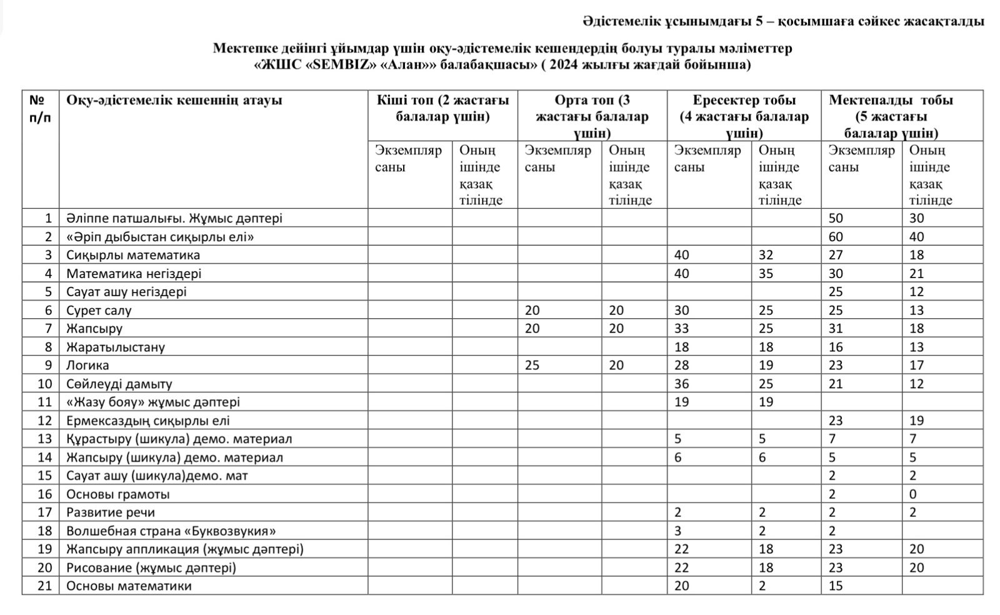 Әдістемелік ұсынымдағы 5 – қосымшаға сәйкес жасақталды
Мектепке дейінгі ұйымдар үшін оқу-әдістемелік кешендердің болуы туралы мәліметтер
«ЖШС «SEMBIZ» «Алан»» балабақшасы» ( 2024 жылғы жағдай бойынша)
№ п/п Оқу-әдістемелік кешеннің атауы Кіші топ (2 жастағы балалар үшін) Орта топ (3 жастағы балалар үшін) Ересектер тобы (4 жастағы балалар үшін) Мектепалды тобы (5 жастағы балалар үшін)
Экземпляр саны Оның ішінде қазақ тілінде Экземпляр саны Оның ішінде қазақ тілінде Экземпляр саны Оның ішінде қазақ тілінде Экземпляр саны Оның ішінде қазақ тілінде
1 Әліппе патшалығы. Жұмыс дәптері 50 30
2 «Әріп дыбыстан сиқырлы елі» 60 40
3 Сиқырлы математика 40 32 27 18
4 Математика негіздері 40 35 30 21
5 Сауат ашу негіздері 25 12
6 Сурет салу 20 20 30 25 25 13
7 Жапсыру 20 20 33 25 31 18
8 Жаратылыстану 18 18 16 13
9 Логика 25 20 28 19 23 17
10 Сөйлеуді дамыту 36 25 21 12
11 «Жазу бояу» жұмыс дәптері 19 19
12 Ермексаздың сиқырлы елі 23 19
13 Құрастыру (шикула) демо. материал 5 5 7 7
14 Жапсыру (шикула) демо. материал 6 6 5 5
15 Сауат ашу (шикула)демо. мат 2 2
16 Основы грамоты 2 0
17 Развитие речи 2 2 2 2
18 Волшебная страна «Буквозвукия» 3 2 2
19 Жапсыру аппликация (жұмыс дәптері) 22 18 23 20
20 Рисование (жұмыс дәптері) 22 18 23 20
21 Основы математики 20 2 15